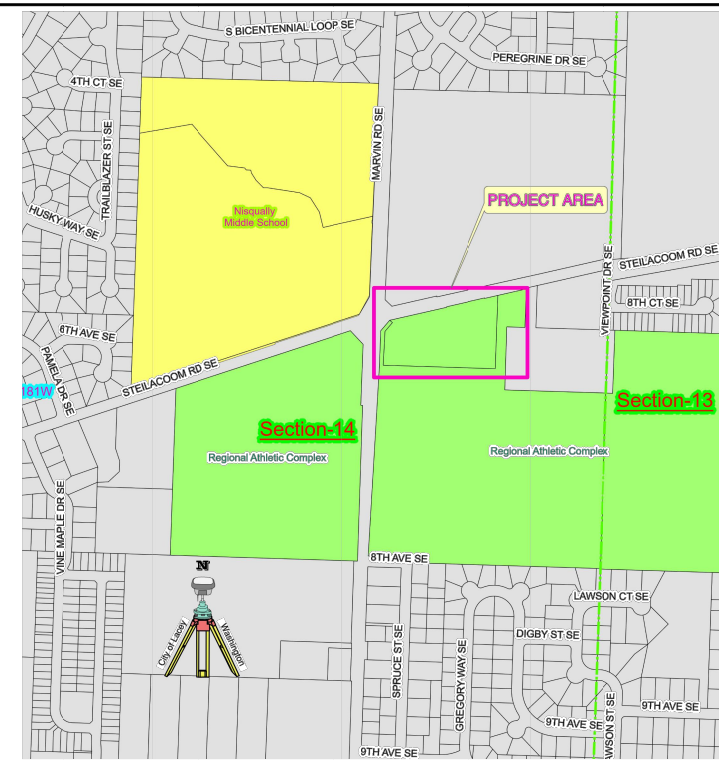 S BICENTENNIAL LOOP SE
PEREGRINE DR SE
4TH CT SE
TRAILBLAZER ST SE
MARVIN RD SE
Nisqually
Middle School
PROJECT AREA
HUSKY WAY SE
STEILACOOM RD SE
VIEWPOINT DR SE
8TH CT SE
6TH AVE SE
PAMELA DR SE
STEILACOOM RD SE
181W
Section-14
Section-13
Regional Athletic Complex
Regional Athletic Complex
VINE MAPLE DR SE
8TH AVE SE
N
City of Lacey
Washington
LAWSON CT SE
DIGBY ST SE
SPRUCE ST SE
GREGORY WAY SE
9TH AVE SE
9TH AVE SE
AWSON ST SE
9TH AVE SE